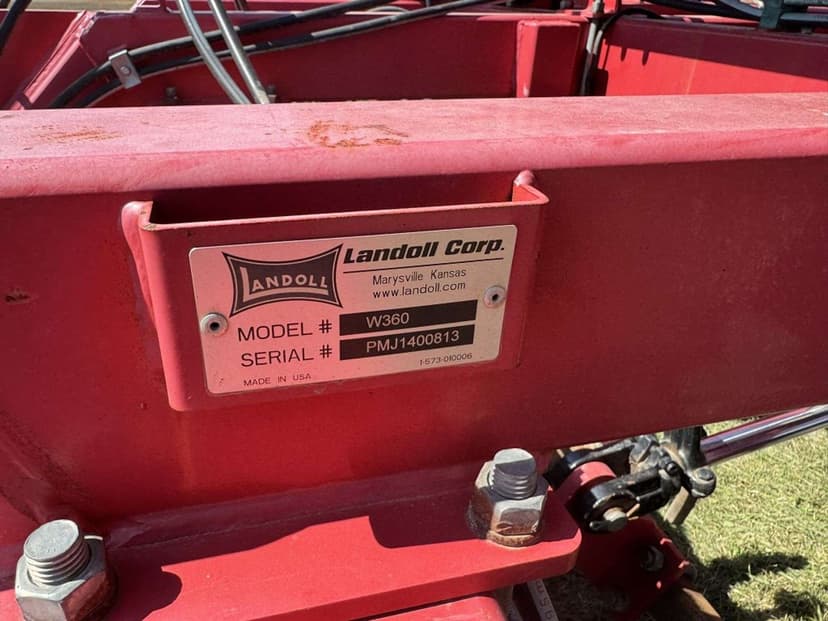 LANDOLL
Landoll Corp.
Marysville Kansas
www.landoll.com
MODEL # W360
SERIAL # PMJ1400813
1-573-010006
MADE IN USA